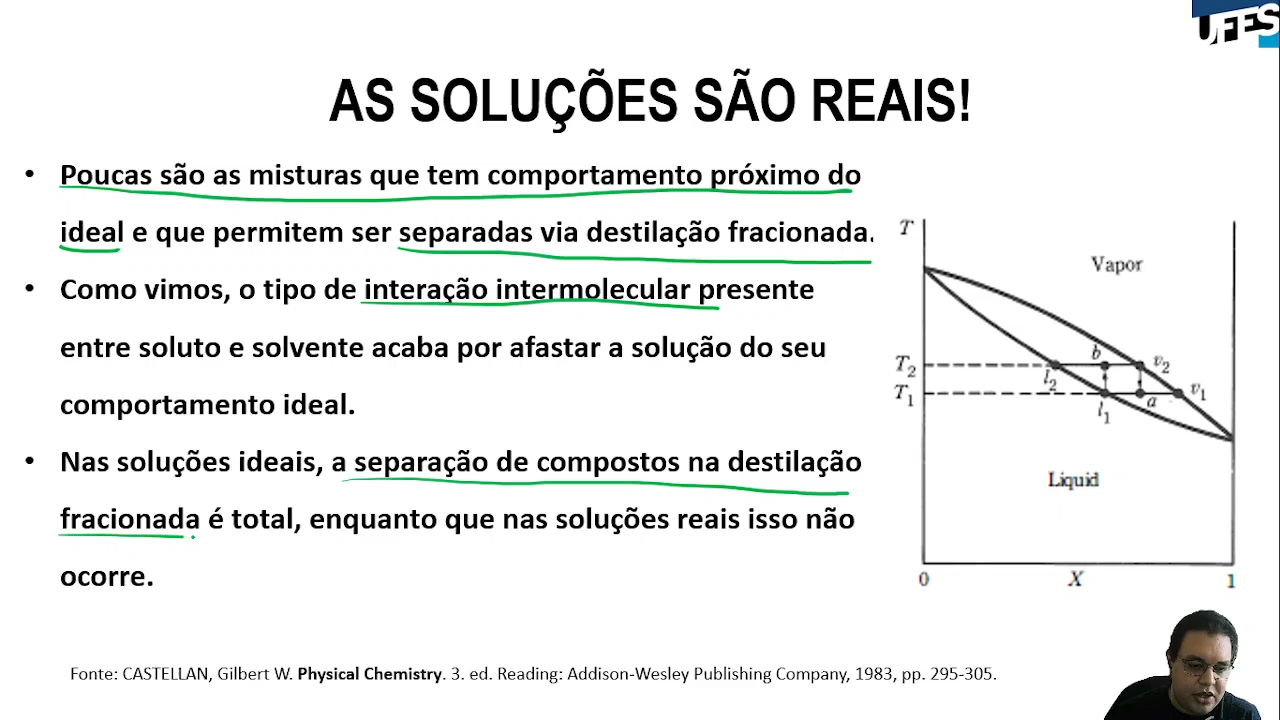 UFES
AS SOLUÇÕES SÃO REAIS!
• Poucas são as misturas que tem comportamento próximo do
ideal e que permitem ser separadas via destilação fracionada.
• Como vimos, o tipo de interação intermolecular presente
entre soluto e solvente acaba por afastar a solução do seu
comportamento ideal.
• Nas soluções ideais, a separação de compostos na destilação
fracionada é total, enquanto que nas soluções reais isso não
ocorre.
T
Vapor
b
v₂
T₂
l₂
T₁
a
v₁
l₁
Liquid
0
X
1
Fonte: CASTELLAN, Gilbert W. Physical Chemistry. 3. ed. Reading: Addison-Wesley Publishing Company, 1983, pp. 295-305.